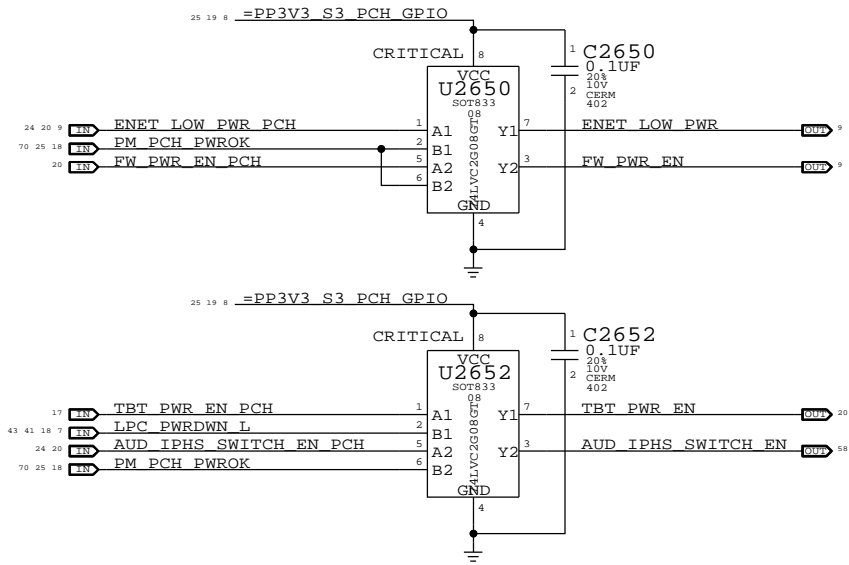 25 19 8 =PP3V3_S3_PCH_GPIO
CRITICAL 8
1 C2650
0.1UF
20%
10V
2 CERM
402
VCC
U2650
SOT833
08
74LVC2G08GT
24 20 9 IN ENET_LOW_PWR_PCH 1 A1 Y1 7 ENET_LOW_PWR OUT 9
70 25 18 IN PM_PCH_PWROK 2 B1
20 IN FW_PWR_EN_PCH 5 A2 Y2 3 FW_PWR_EN OUT 9
6 B2
GND
4
25 19 8 =PP3V3_S3_PCH_GPIO
CRITICAL 8
1 C2652
0.1UF
20%
10V
2 CERM
402
VCC
U2652
SOT833
08
74LVC2G08GT
17 IN TBT_PWR_EN_PCH 1 A1 Y1 7 TBT_PWR_EN OUT 20
43 41 18 7 IN LPC_PWRDWN_L 2 B1
24 20 IN AUD_IPHS_SWITCH_EN_PCH 5 A2 Y2 3 AUD_IPHS_SWITCH_EN OUT 58
70 25 18 IN PM_PCH_PWROK 6 B2
GND
4